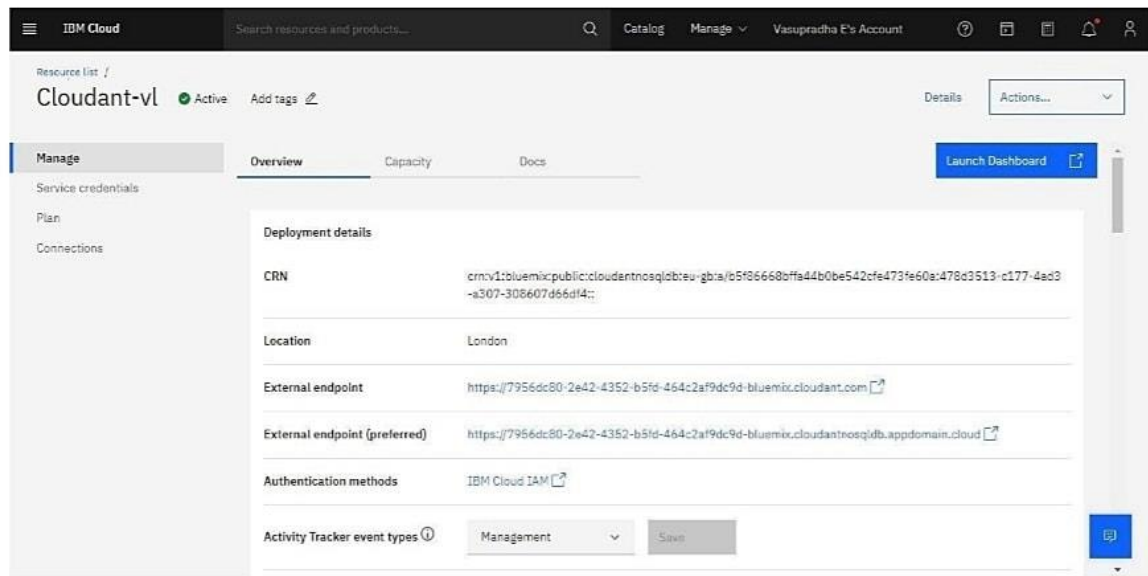 IBM Cloud
Search resources and products...
Catalog
Manage
Vasupradha E's Account
Resource list /
Cloudant-vl
Active
Add tags
Details
Actions...
Manage
Service credentials
Plan
Connections
Overview
Capacity
Docs
Launch Dashboard
Deployment details
CRN
crn:v1:bluemix:public:cloudantnosqldb:eu-gb:a/b5f86668bffa44b0be542cfe473fe60a:478d3513-c177-4ad3
-a307-308607d66df4::
Location
London
External endpoint
https://7956dc80-2e42-4352-b5fd-464c2af9dc9d-bluemix.cloudant.com
External endpoint (preferred)
https://7956dc80-2e42-4352-b5fd-464c2af9dc9d-bluemix.cloudantnosqldb.appdomain.cloud
Authentication methods
IBM Cloud IAM
Activity Tracker event types
Management
Save